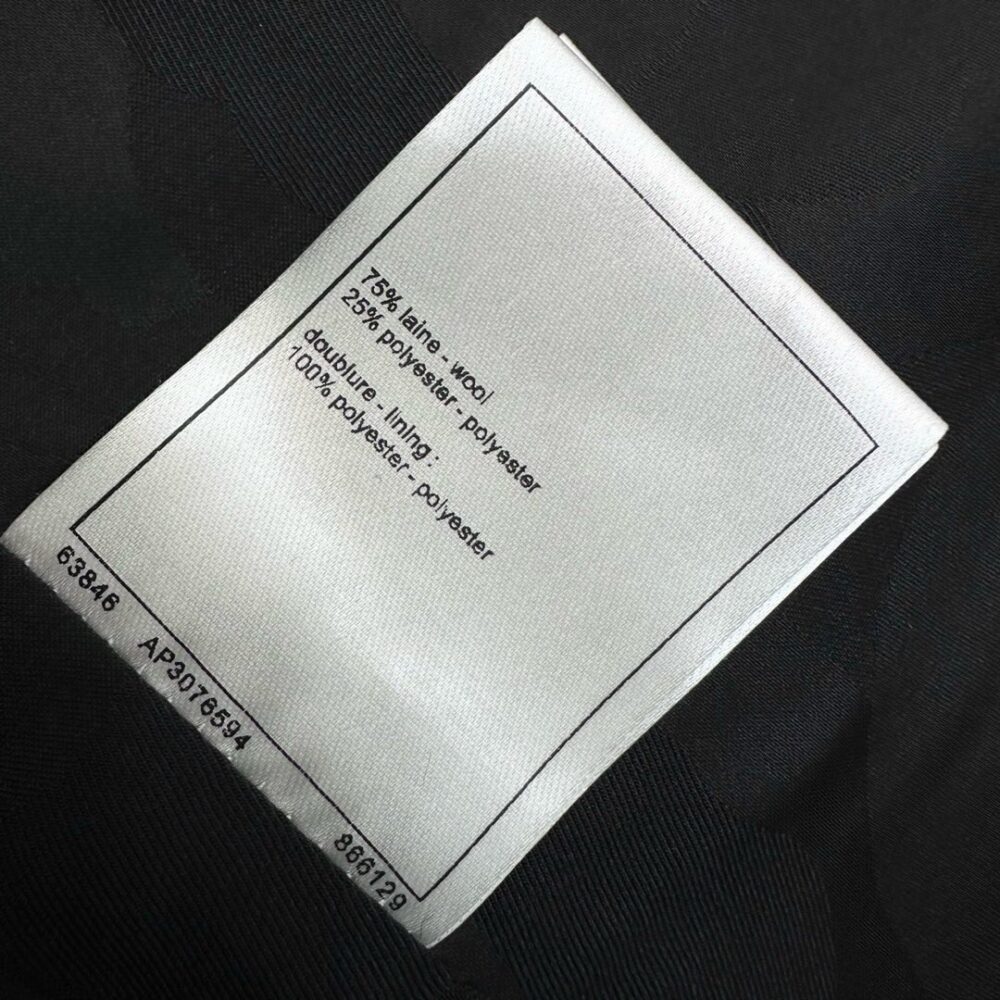 75% laine - wool
25% polyester - polyester
doublure - lining :
100% polyester - polyester
63846 AP3076594 866129